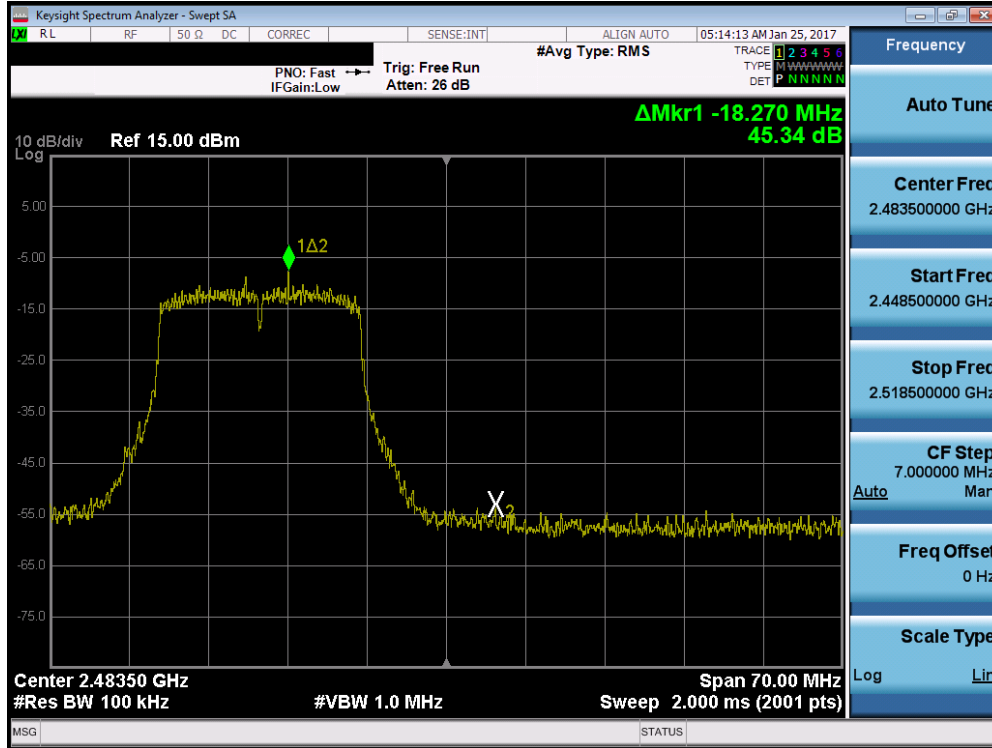 Keysight Spectrum Analyzer - Swept SA
LXI RL RF 50 Ω DC CORREC SENSE:INT ALIGN AUTO 05:14:13 AM Jan 25, 2017
#Avg Type: RMS TRACE 1 2 3 4 5 6
PNO: Fast Trig: Free Run TYPE M WWWWW
IFGain:Low Atten: 26 dB DET P N N N N N
ΔMkr1 -18.270 MHz
45.34 dB
10 dB/div Ref 15.00 dBm
Log
5.00
-5.00
1Δ2
-15.0
-25.0
-35.0
-45.0
-55.0
X2
-65.0
-75.0
Center 2.48350 GHz Span 70.00 MHz
#Res BW 100 kHz #VBW 1.0 MHz Sweep 2.000 ms (2001 pts)
MSG STATUS
Frequency
Auto Tune
Center Freq
2.483500000 GHz
Start Freq
2.448500000 GHz
Stop Freq
2.518500000 GHz
CF Step
7.000000 MHz
Auto Man
Freq Offset
0 Hz
Scale Type
Log Lin